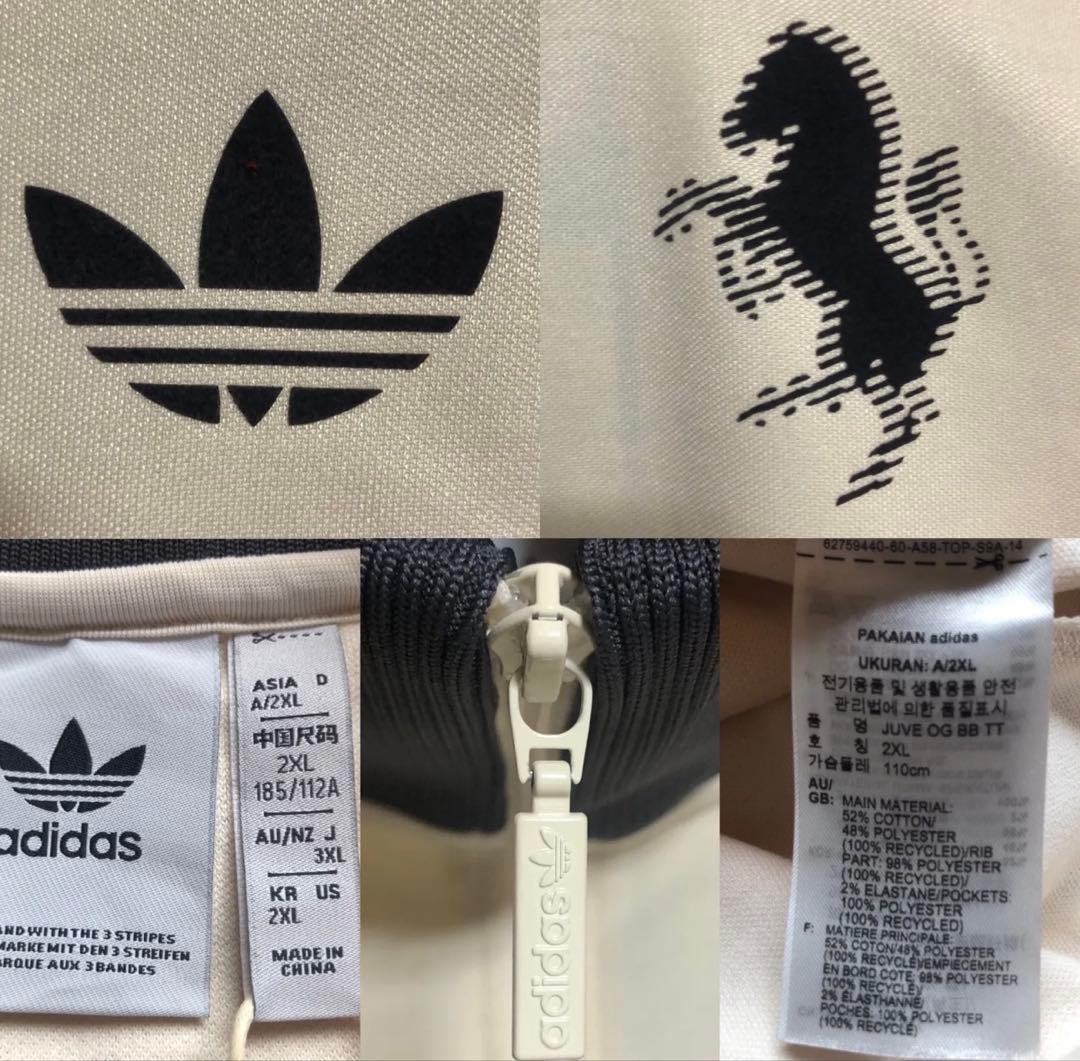 adidas
AND WITH THE 3 STRIPES
MARKE MIT DEN 3 STREIFEN
MARQUE AUX 3 BANDES
ASIA D
A/2XL
中国尺码
2XL
185/112A
AU/NZ J
3XL
KR US
2XL
MADE IN
CHINA
adidas
62759440-60-A58-TOP-S9A-14
PAKAIAN adidas
UKURAN: A/2XL
전기용품 및 생활용품 안전
관리법에 의한 품질표시
품 명 JUVE OG BB TT
호 칭 2XL
가슴둘레 110cm
AU/
GB: MAIN MATERIAL:
52% COTTON/
48% POLYESTER
(100% RECYCLED)/RIB
PART: 98% POLYESTER
(100% RECYCLED)/
2% ELASTANE/POCKETS:
100% POLYESTER
(100% RECYCLED)
F: MATIERE PRINCIPALE:
52% COTON/48% POLYESTER
(100% RECYCLÉ)/EMPIECEMENT
EN BORD COTE: 98% POLYESTER
(100% RECYCLÉ)/
2% ÉLASTHANNE/
POCHES: 100% POLYESTER
(100% RECYCLÉ)